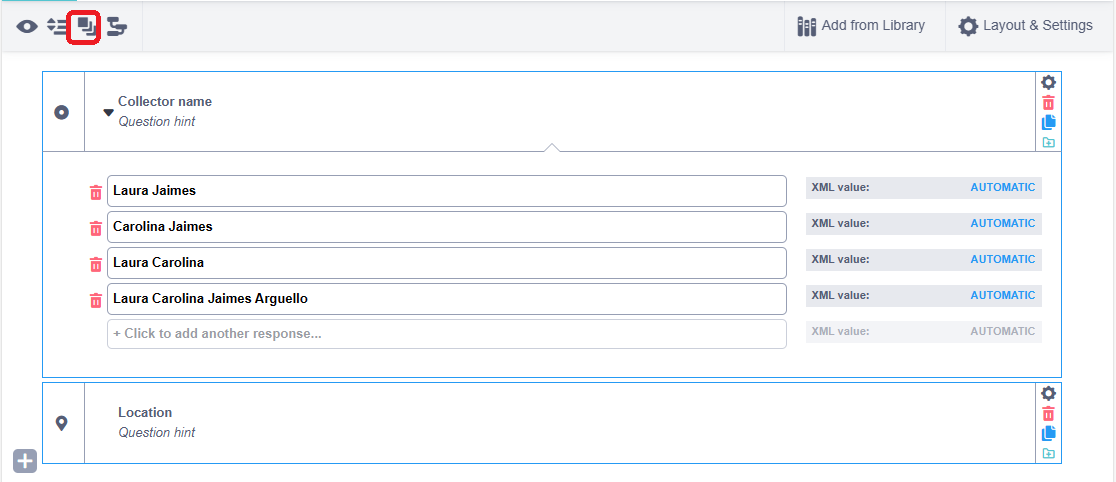 Add from Library
Layout & Settings
Collector name
Question hint
Laura Jaimes
XML value: AUTOMATIC
Carolina Jaimes
XML value: AUTOMATIC
Laura Carolina
XML value: AUTOMATIC
Laura Carolina Jaimes Arguello
XML value: AUTOMATIC
+ Click to add another response...
XML value: AUTOMATIC
Location
Question hint